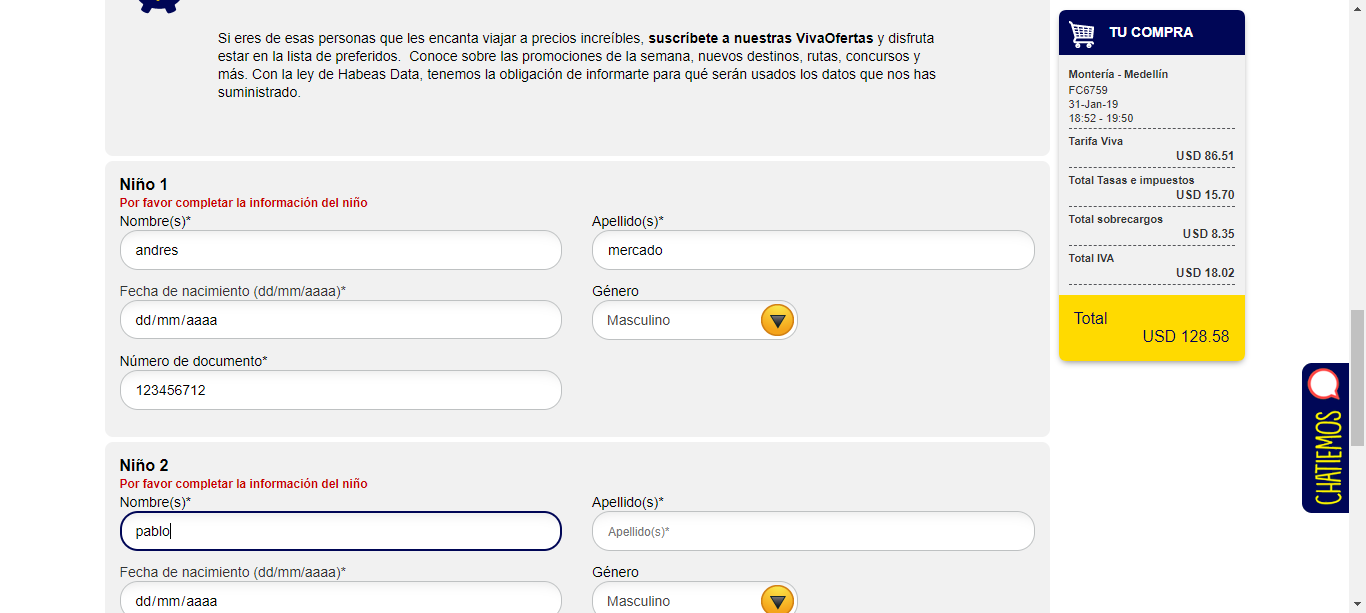 Si eres de esas personas que les encanta viajar a precios increíbles, suscríbete a nuestras VivaOfertas y disfruta
estar en la lista de preferidos.  Conoce sobre las promociones de la semana, nuevos destinos, rutas, concursos y
más. Con la ley de Habeas Data, tenemos la obligación de informarte para qué serán usados los datos que nos has
suministrado.
Niño 1
Por favor completar la información del niño
Nombre(s)* Apellido(s)*
andres mercado
Fecha de nacimiento (dd/mm/aaaa)* Género
dd/mm/aaaa Masculino
Número de documento*
123456712
Niño 2
Por favor completar la información del niño
Nombre(s)* Apellido(s)*
pablo Apellido(s)*
Fecha de nacimiento (dd/mm/aaaa)* Género
dd/mm/aaaa Masculino
TU COMPRA
Montería - Medellín
FC6759
31-Jan-19
18:52 - 19:50
Tarifa Viva
USD 86.51
Total Tasas e impuestos
USD 15.70
Total sobrecargos
USD 8.35
Total IVA
USD 18.02
Total
USD 128.58
CHATIEMOS